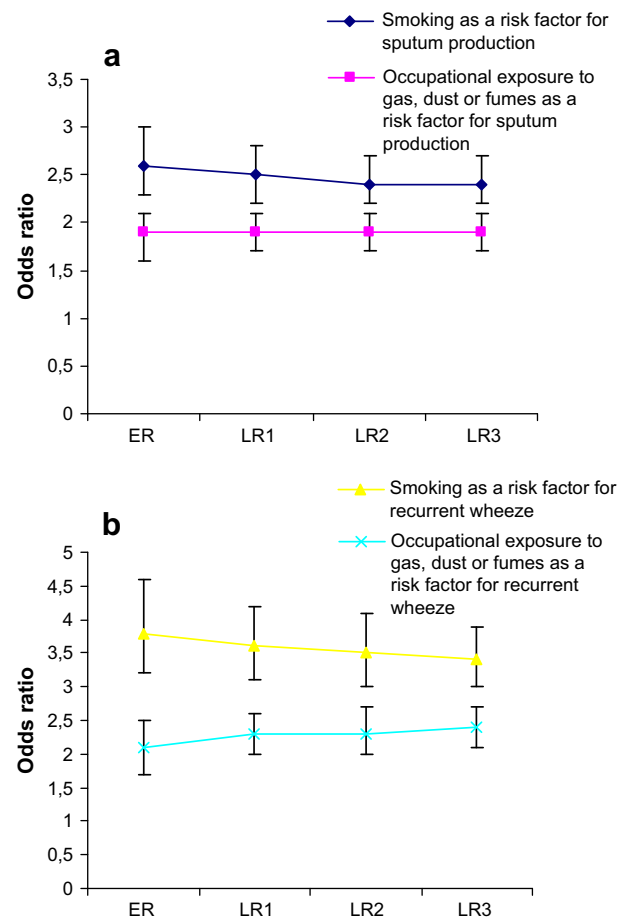 Smoking as a risk factor for
sputum production
a
Occupational exposure to
gas, dust or fumes as a
risk factor for sputum
production
3,5
3
2,5
2
1,5
1
0,5
0
Odds ratio
ER LR1 LR2 LR3
Smoking as a risk factor for
recurrent wheeze
b
Occupational exposure to
gas, dust or fumes as a
risk factor for recurrent
wheeze
5
4,5
4
3,5
3
2,5
2
1,5
1
0,5
0
Odds ratio
ER LR1 LR2 LR3